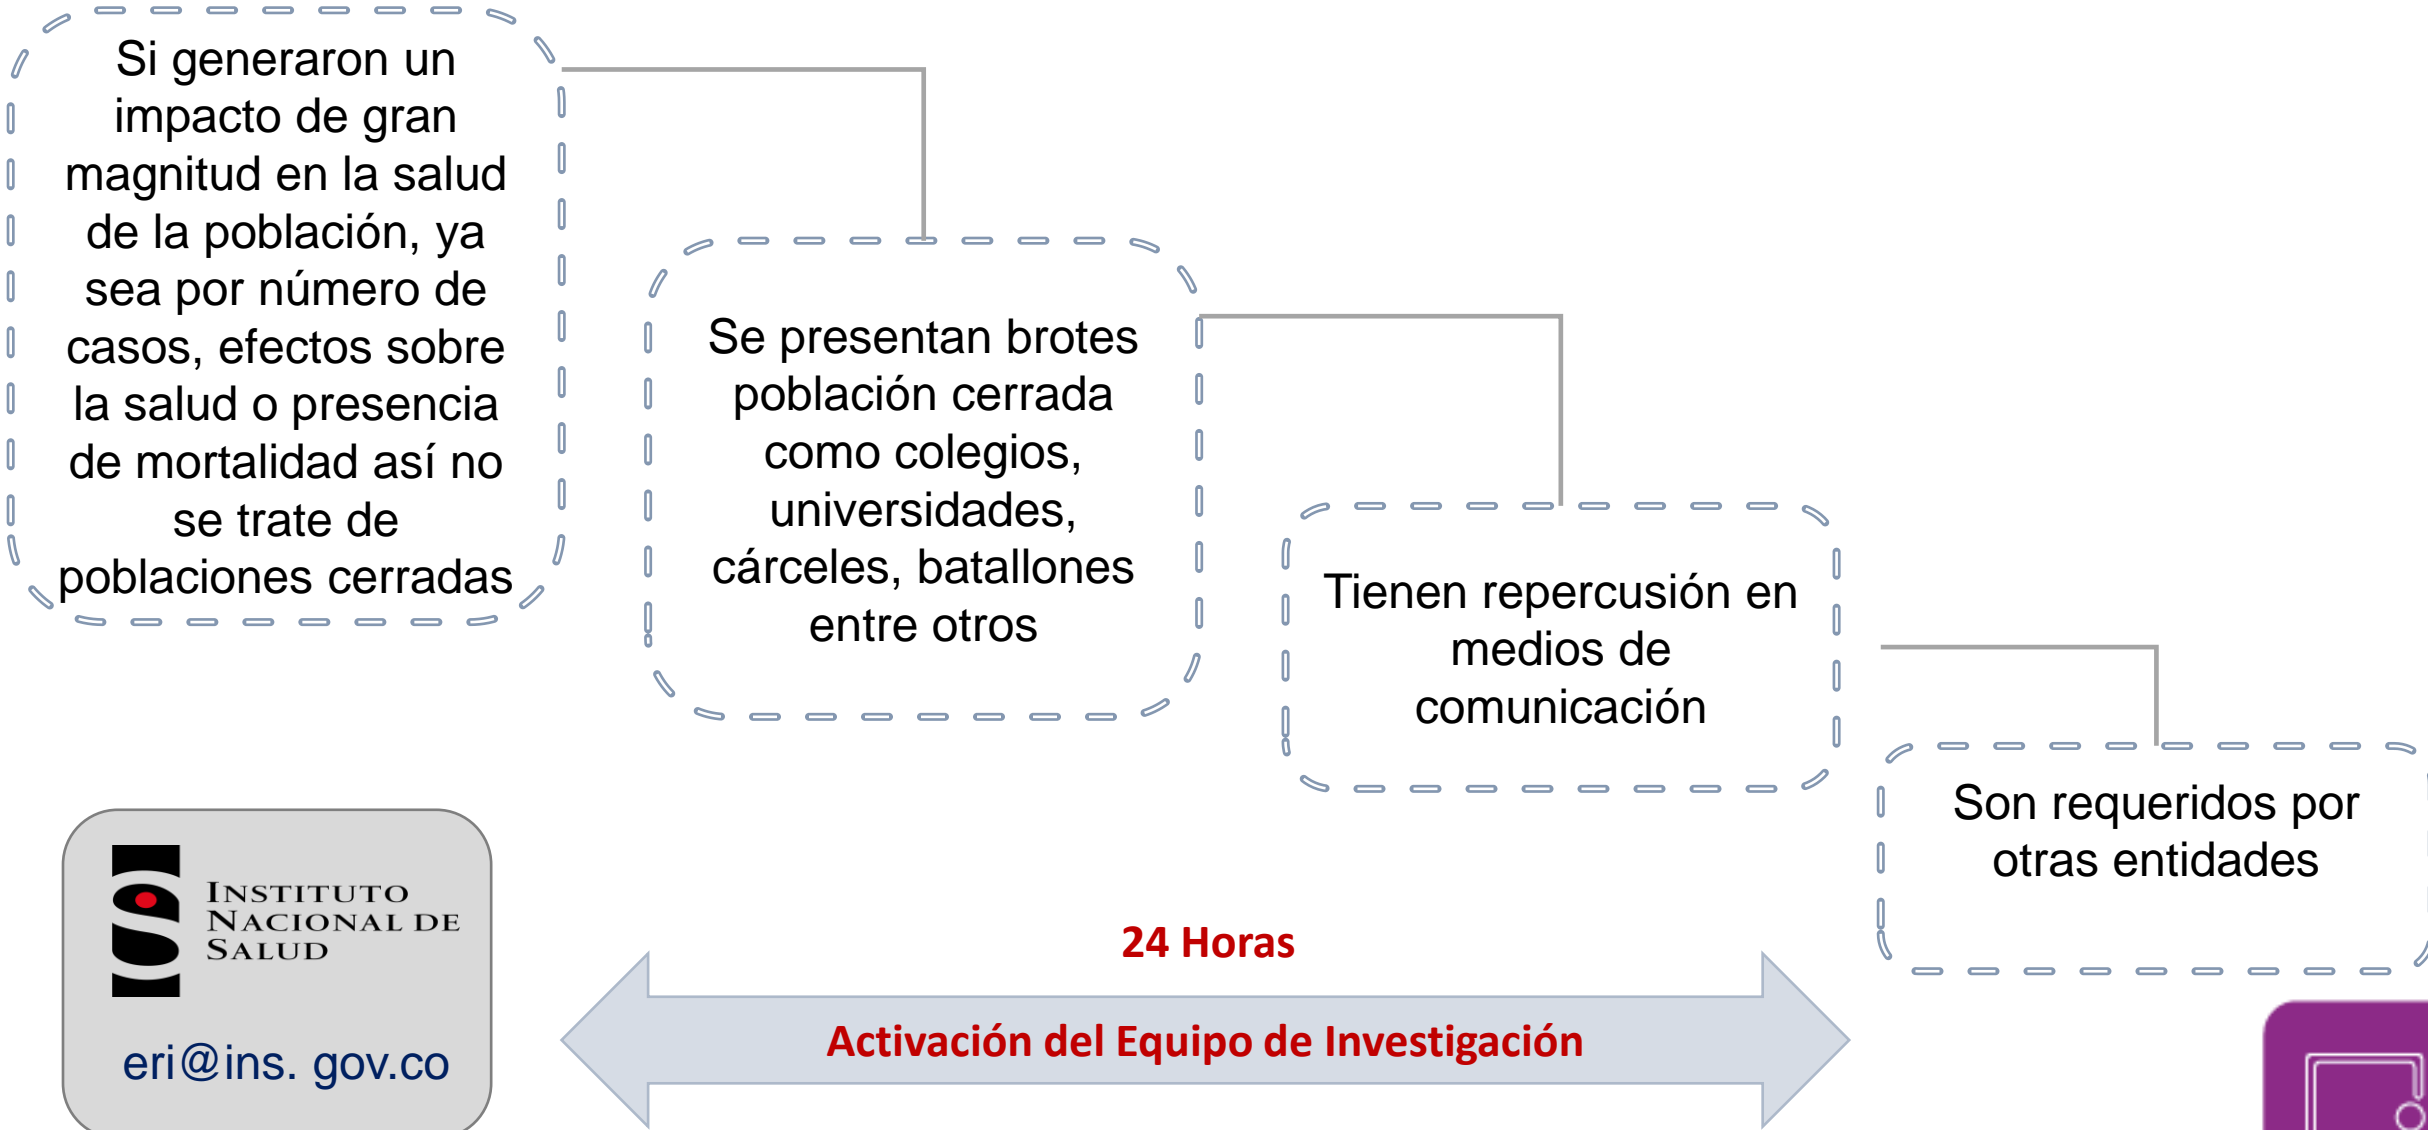 Si generaron un
impacto de gran
magnitud en la salud
de la población, ya
sea por número de
casos, efectos sobre
la salud o presencia
de mortalidad así no
se trate de
poblaciones cerradas
Se presentan brotes
población cerrada
como colegios,
universidades,
cárceles, batallones
entre otros
Tienen repercusión en
medios de
comunicación
Son requeridos por
otras entidades
INSTITUTO
NACIONAL DE
SALUD
eri@ins. gov.co
24 Horas
Activación del Equipo de Investigación